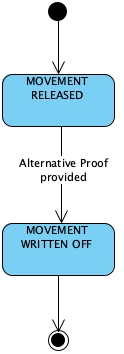 MOVEMENT
RELEASED
Alternative Proof
provided
MOVEMENT
WRITTEN OFF